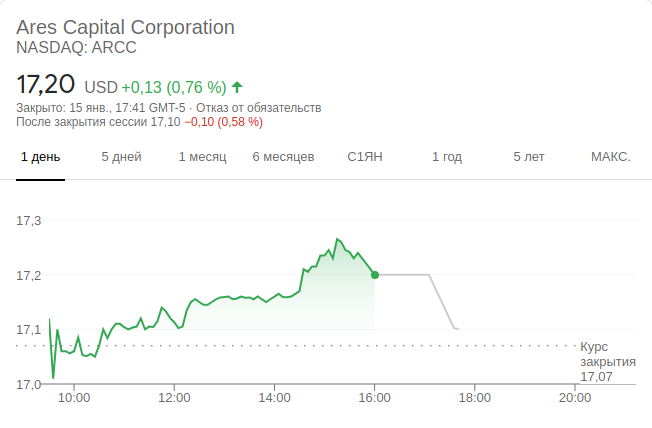 Ares Capital Corporation
NASDAQ: ARCC
17,20 USD +0,13 (0,76 %)
Закрыто: 15 янв., 17:41 GMT-5 · Отказ от обязательств
После закрытия сессии 17,10 −0,10 (0,58 %)
1 день 5 дней 1 месяц 6 месяцев С1ЯН 1 год 5 лет МАКС.
17,3
17,2
17,1
Курс
закрытия
17,07
17,0
10:00 12:00 14:00 16:00 18:00 20:00